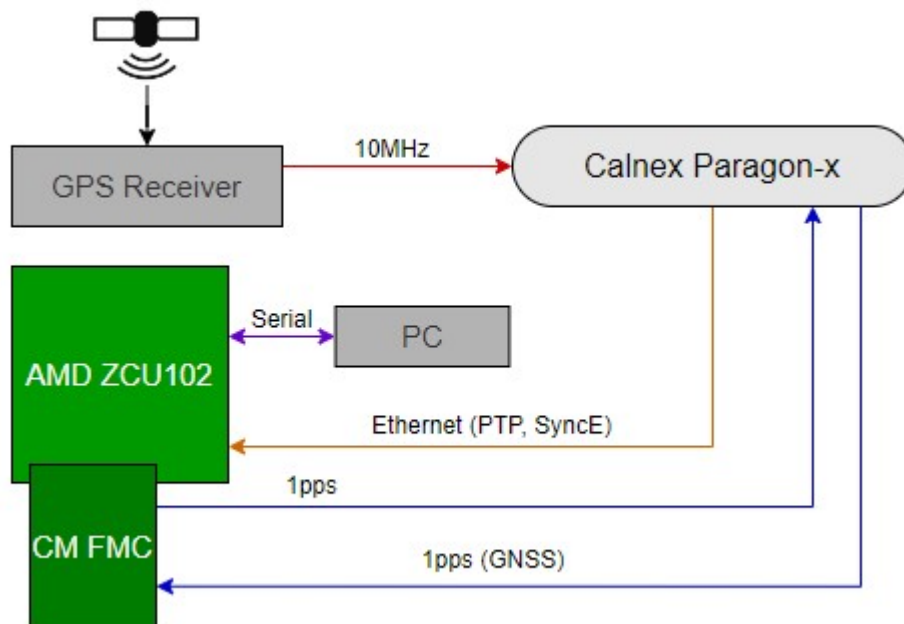 10MHz
GPS Receiver
Calnex Paragon-x
Serial
PC
AMD ZCU102
Ethernet (PTP, SyncE)
1pps
CM FMC
1pps (GNSS)